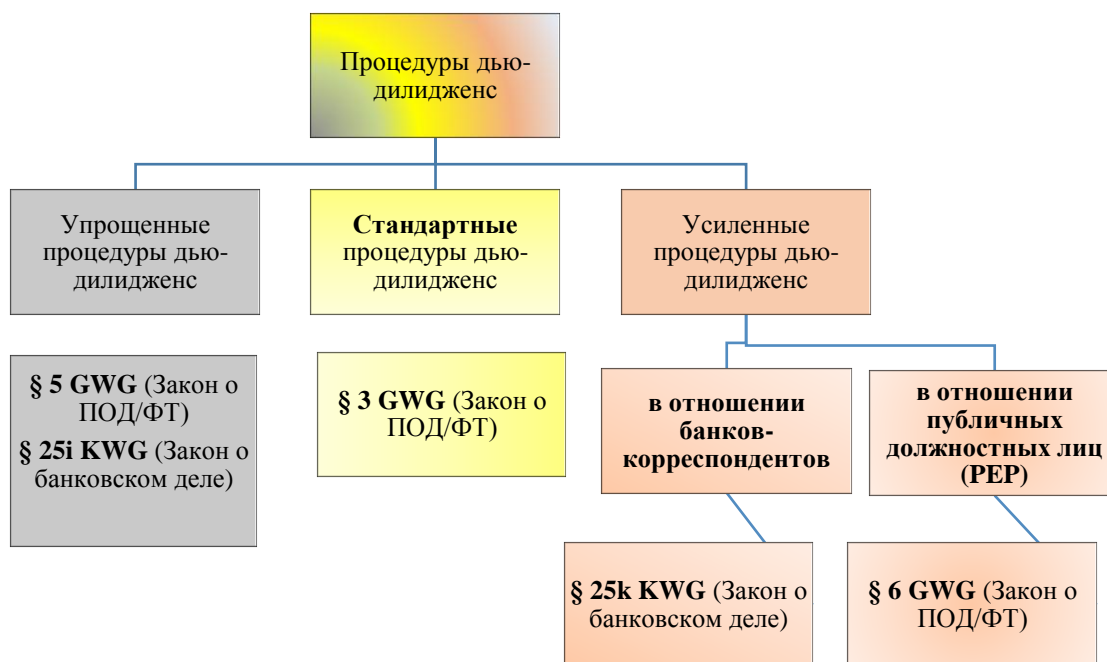 Процедуры дью-
дилидженс
Упрощенные
процедуры дью-
дилидженс
Стандартные
процедуры дью-
дилидженс
Усиленные
процедуры дью-
дилидженс
§ 5 GWG (Закон о
ПОД/ФТ)
§ 25i KWG (Закон о
банковском деле)
§ 3 GWG (Закон о
ПОД/ФТ)
в отношении
банков-
корреспондентов
в отношении
публичных
должностных лиц
(PEP)
§ 25k KWG (Закон о
банковском деле)
§ 6 GWG (Закон о
ПОД/ФТ)